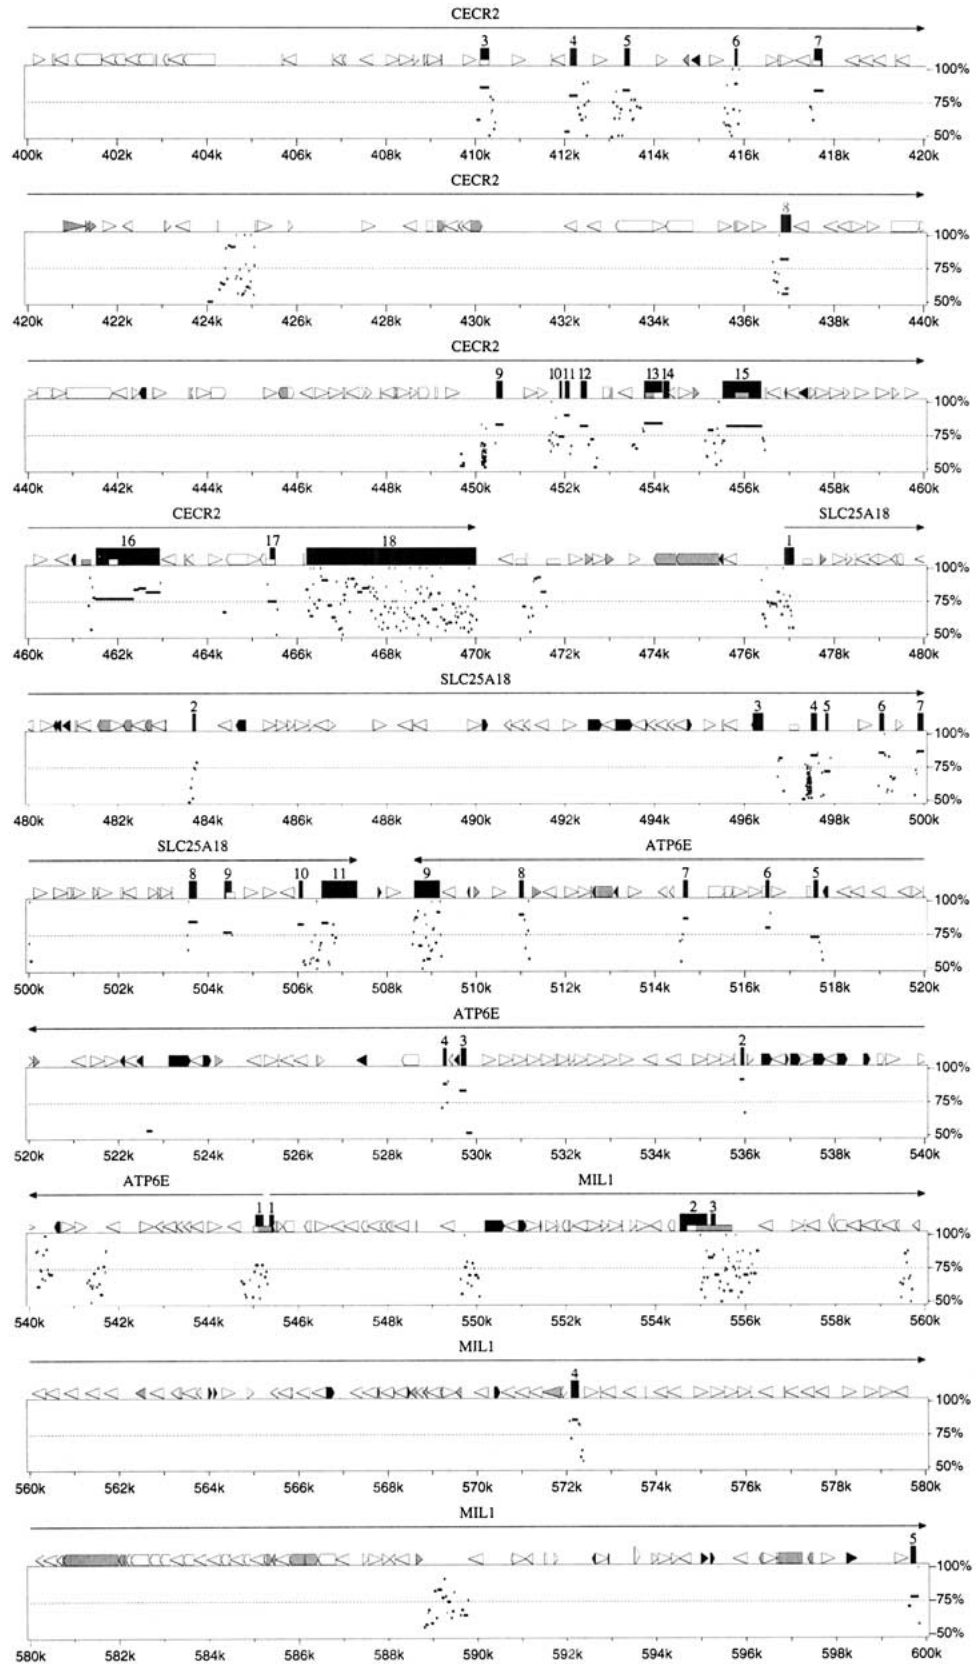 CECR2
3 4 5 6 7
100%
75%
50%
400k 402k 404k 406k 408k 410k 412k 414k 416k 418k 420k
CECR2
8
100%
75%
50%
420k 422k 424k 426k 428k 430k 432k 434k 436k 438k 440k
CECR2
9 10 11 12 13 14 15
100%
75%
50%
440k 442k 444k 446k 448k 450k 452k 454k 456k 458k 460k
CECR2 SLC25A18
16 17 18 1
100%
75%
50%
460k 462k 464k 466k 468k 470k 472k 474k 476k 478k 480k
SLC25A18
2 3 4 5 6 7
100%
75%
50%
480k 482k 484k 486k 488k 490k 492k 494k 496k 498k 500k
SLC25A18 ATP6E
8 9 10 11 9 8 7 6 5
100%
75%
50%
500k 502k 504k 506k 508k 510k 512k 514k 516k 518k 520k
ATP6E
4 3 2
100%
75%
50%
520k 522k 524k 526k 528k 530k 532k 534k 536k 538k 540k
ATP6E MIL1
1 1 2 3
100%
75%
50%
540k 542k 544k 546k 548k 550k 552k 554k 556k 558k 560k
MIL1
4
100%
75%
50%
560k 562k 564k 566k 568k 570k 572k 574k 576k 578k 580k
MIL1
5
100%
75%
50%
580k 582k 584k 586k 588k 590k 592k 594k 596k 598k 600k